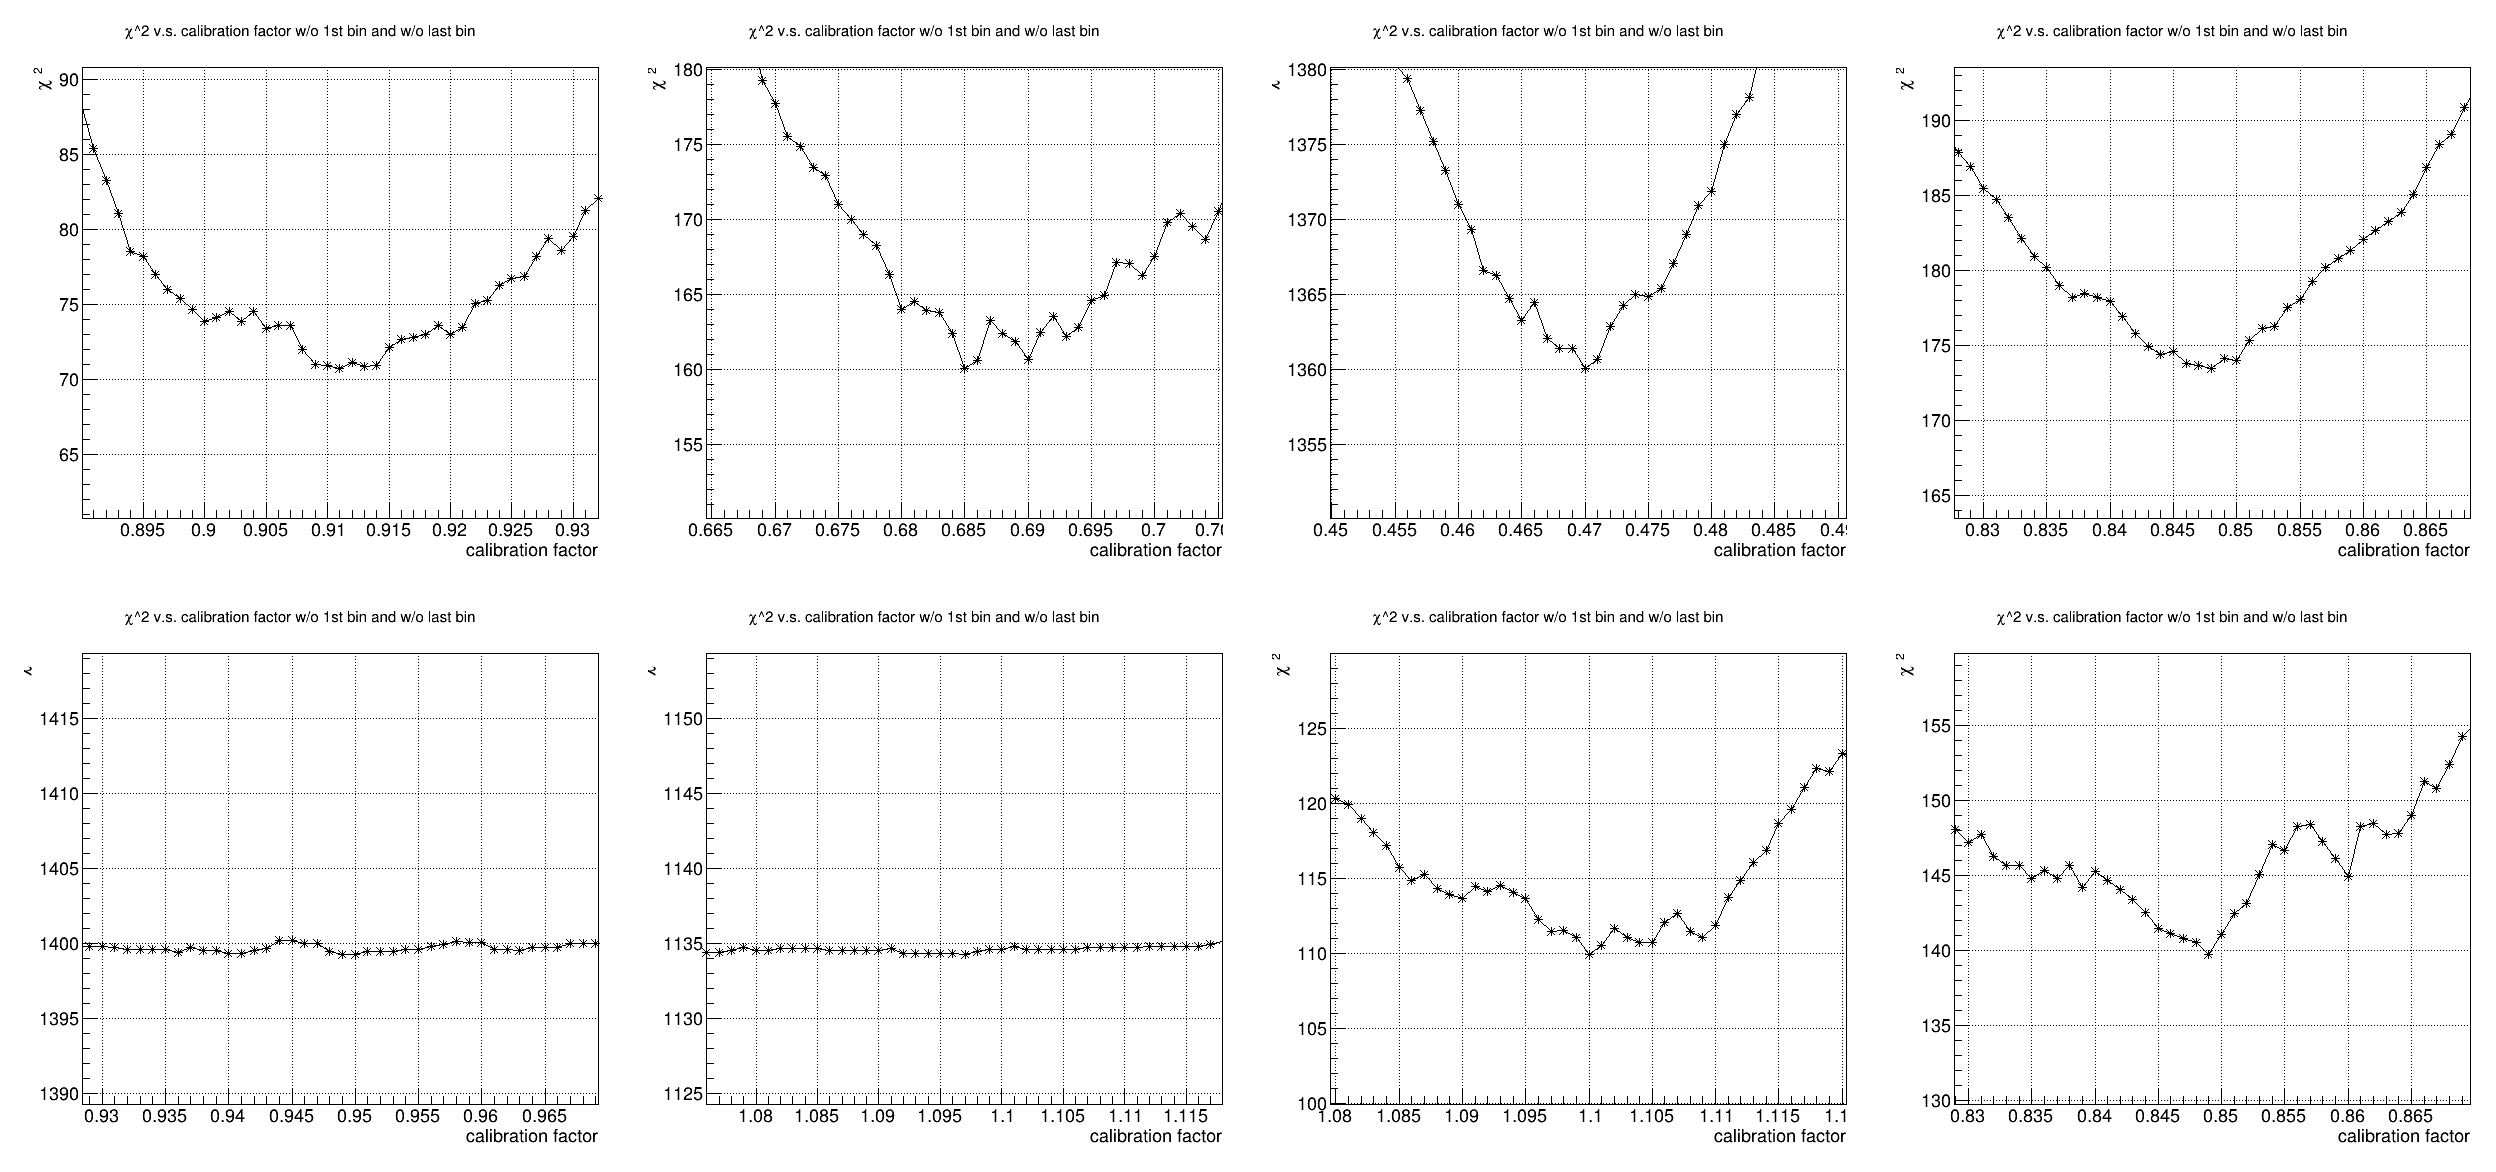 χ^2 v.s. calibration factor w/o 1st bin and w/o last bin
χ 2
90
85
80
75
70
65
0.895 0.9 0.905 0.91 0.915 0.92 0.925 0.93
calibration factor
χ^2 v.s. calibration factor w/o 1st bin and w/o last bin
χ 2
180
175
170
165
160
155
0.665 0.67 0.675 0.68 0.685 0.69 0.695 0.7
calibration factor
χ^2 v.s. calibration factor w/o 1st bin and w/o last bin
1380
1375
1370
1365
1360
1355
0.45 0.455 0.46 0.465 0.47 0.475 0.48 0.485
calibration factor
χ^2 v.s. calibration factor w/o 1st bin and w/o last bin
χ 2
190
185
180
175
170
165
0.83 0.835 0.84 0.845 0.85 0.855 0.86 0.865
calibration factor
χ^2 v.s. calibration factor w/o 1st bin and w/o last bin
1415
1410
1405
1400
1395
1390
0.93 0.935 0.94 0.945 0.95 0.955 0.96 0.965
calibration factor
χ^2 v.s. calibration factor w/o 1st bin and w/o last bin
1150
1145
1140
1135
1130
1125
1.08 1.085 1.09 1.095 1.1 1.105 1.11 1.115
calibration factor
χ^2 v.s. calibration factor w/o 1st bin and w/o last bin
χ 2
125
120
115
110
105
100
1.08 1.085 1.09 1.095 1.1 1.105 1.11 1.115
calibration factor
χ^2 v.s. calibration factor w/o 1st bin and w/o last bin
χ 2
155
150
145
140
135
130
0.83 0.835 0.84 0.845 0.85 0.855 0.86 0.865
calibration factor